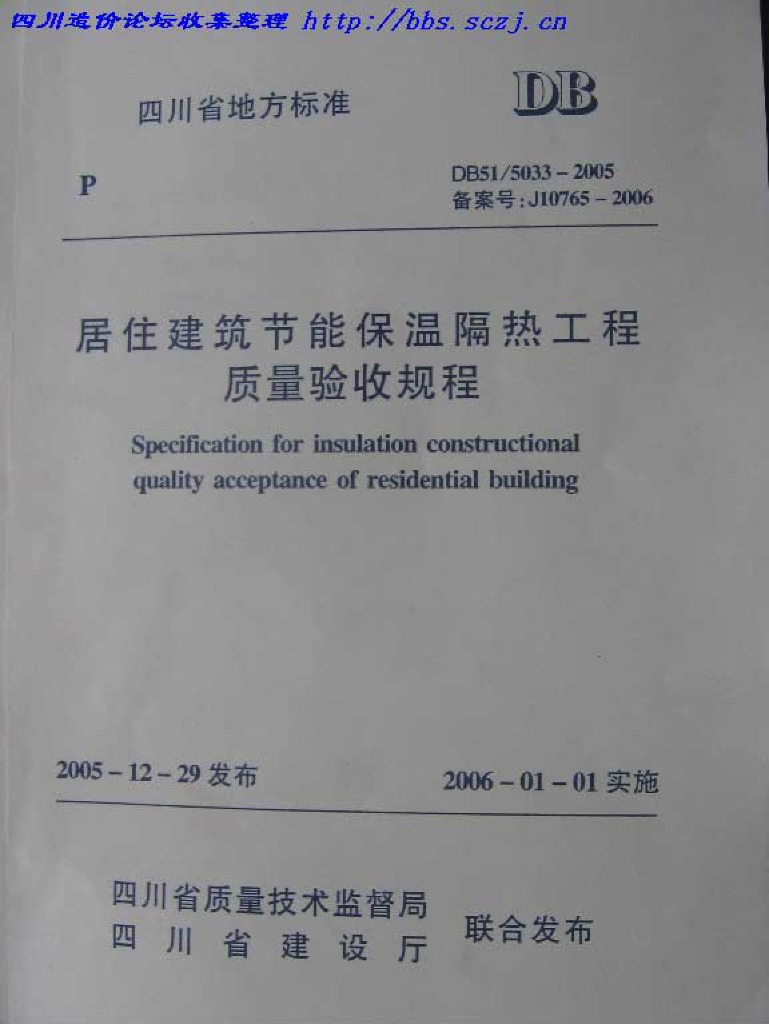 四川造价论坛收集整理 http://bbs.sczj.cn
四川省地方标准
DB
P
DB51/5033-2005
备案号:J10765-2006
居住建筑节能保温隔热工程
质量验收规程
Specification for insulation constructional
quality acceptance of residential building
2005-12-29 发布
2006-01-01 实施
四川省质量技术监督局
四川省建设厅
联合发布